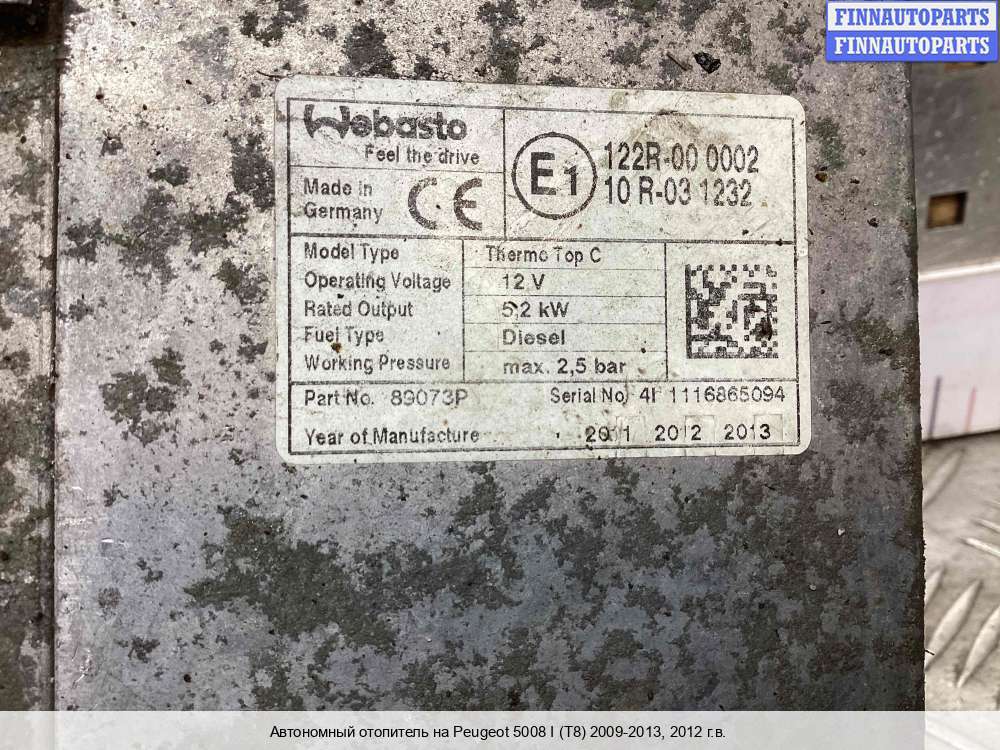 FINNAUTOPARTS
FINNAUTOPARTS
Webasto
Feel the drive
Made in
Germany
CE
E1
122R-00 0002
10 R-03 1232
Model Type Thermo Top C
Operating Voltage 12 V
Rated Output 5,2 kW
Fuel Type Diesel
Working Pressure max. 2,5 bar
Part No. 89073P Serial No. 1116865094
Year of Manufacture 2011 2012 2013
Автономный отопитель на Peugeot 5008 I (T8) 2009-2013, 2012 г.в.